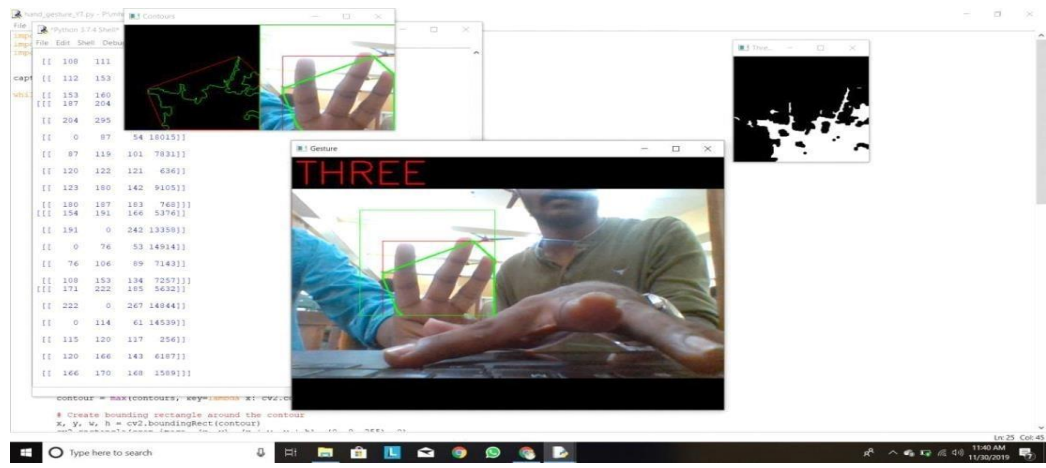 hand_gesture_YT.py - P:\
Contours
*Python 3.7.4 Shell*
File
File Edit Shell Debug
[[ 108 111
[[ 112 153
[[ 153 160
[[[ 187 204
[[ 204 295
[[ 0 87 54 18015]]
[[ 87 119 101 7831]]
[[ 120 122 121 636]]
[[ 123 180 142 9105]]
[[ 180 187 183 768]]]
[[[ 154 191 166 5376]]
[[ 191 0 242 13358]]
[[ 0 76 53 14914]]
[[ 76 106 89 7143]]
[[ 108 153 134 7257]]]
[[[ 171 222 185 5632]]
[[ 222 0 267 14844]]
[[ 0 114 61 14539]]
[[ 115 120 117 256]]
[[ 120 166 143 6187]]
[[ 166 170 168 1589]]]
Thre...
Gesture
THREE
contour = max(contours, key=lambda x: cv2.co
# Create bounding rectangle around the contour
x, y, w, h = cv2.boundingRect(contour)
Ln: 25 Col: 45
Type here to search
11:40 AM
11/30/2019